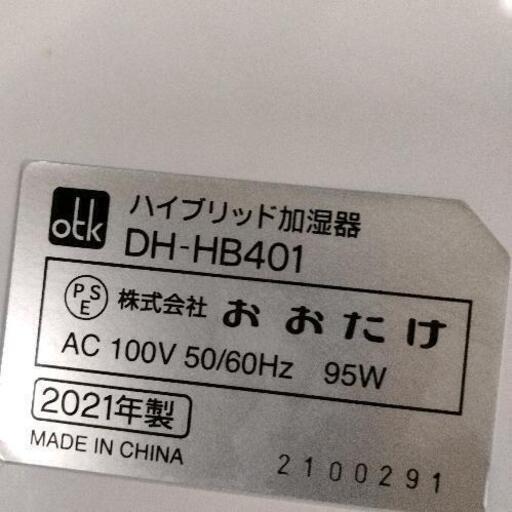 otk
ハイブリッド加湿器
DH-HB401
PSE 株式会社 おおたけ
AC 100V 50/60Hz 95W
2021年製
MADE IN CHINA
2100291